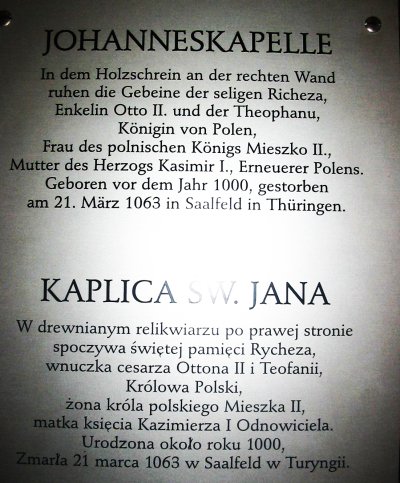 JOHANNESKAPELLE
In dem Holzschrein an der rechten Wand
ruhen die Gebeine der seligen Richeza,
Enkelin Otto II. und der Theophanu,
Königin von Polen,
Frau des polnischen Königs Mieszko II.,
Mutter des Herzogs Kasimir I., Erneuerer Polens.
Geboren vor dem Jahr 1000, gestorben
am 21. März 1063 in Saalfeld in Thüringen.
KAPLICA ŚW. JANA
W drewnianym relikwiarzu po prawej stronie
spoczywa świętej pamięci Rycheza,
wnuczka cesarza Ottona II i Teofanii,
Królowa Polski,
żona króla polskiego Mieszka II,
matka księcia Kazimierza I Odnowiciela.
Urodzona około roku 1000,
Zmarła 21 marca 1063 w Saalfeld w Turyngii.